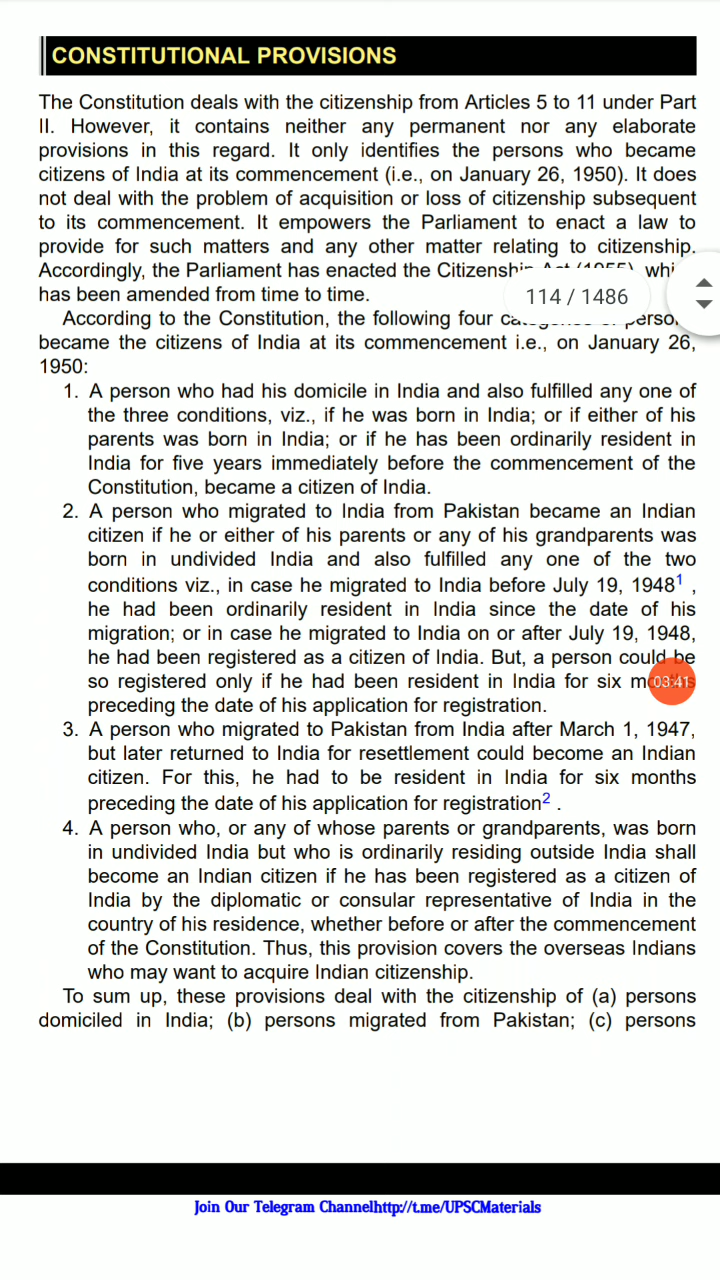 CONSTITUTIONAL PROVISIONS
The Constitution deals with the citizenship from Articles 5 to 11 under Part
II. However, it contains neither any permanent nor any elaborate
provisions in this regard. It only identifies the persons who became
citizens of India at its commencement (i.e., on January 26, 1950). It does
not deal with the problem of acquisition or loss of citizenship subsequent
to its commencement. It empowers the Parliament to enact a law to
provide for such matters and any other matter relating to citizenship.
Accordingly, the Parliament has enacted the Citizenship Act (1955), whi
has been amended from time to time.
114 / 1486
According to the Constitution, the following four
became the citizens of India at its commencement i.e., on January 26,
1950:
1. A person who had his domicile in India and also fulfilled any one of
the three conditions, viz., if he was born in India; or if either of his
parents was born in India; or if he has been ordinarily resident in
India for five years immediately before the commencement of the
Constitution, became a citizen of India.
2. A person who migrated to India from Pakistan became an Indian
citizen if he or either of his parents or any of his grandparents was
born in undivided India and also fulfilled any one of the two
conditions viz., in case he migrated to India before July 19, 1948¹ ,
he had been ordinarily resident in India since the date of his
migration; or in case he migrated to India on or after July 19, 1948,
he had been registered as a citizen of India. But, a person could be
so registered only if he had been resident in India for six
03:41
preceding the date of his application for registration.
3. A person who migrated to Pakistan from India after March 1, 1947,
but later returned to India for resettlement could become an Indian
citizen. For this, he had to be resident in India for six months
preceding the date of his application for registration² .
4. A person who, or any of whose parents or grandparents, was born
in undivided India but who is ordinarily residing outside India shall
become an Indian citizen if he has been registered as a citizen of
India by the diplomatic or consular representative of India in the
country of his residence, whether before or after the commencement
of the Constitution. Thus, this provision covers the overseas Indians
who may want to acquire Indian citizenship.
To sum up, these provisions deal with the citizenship of (a) persons
domiciled in India; (b) persons migrated from Pakistan; (c) persons
Join Our Telegram Channelhttp://t.me/UPSCMaterials